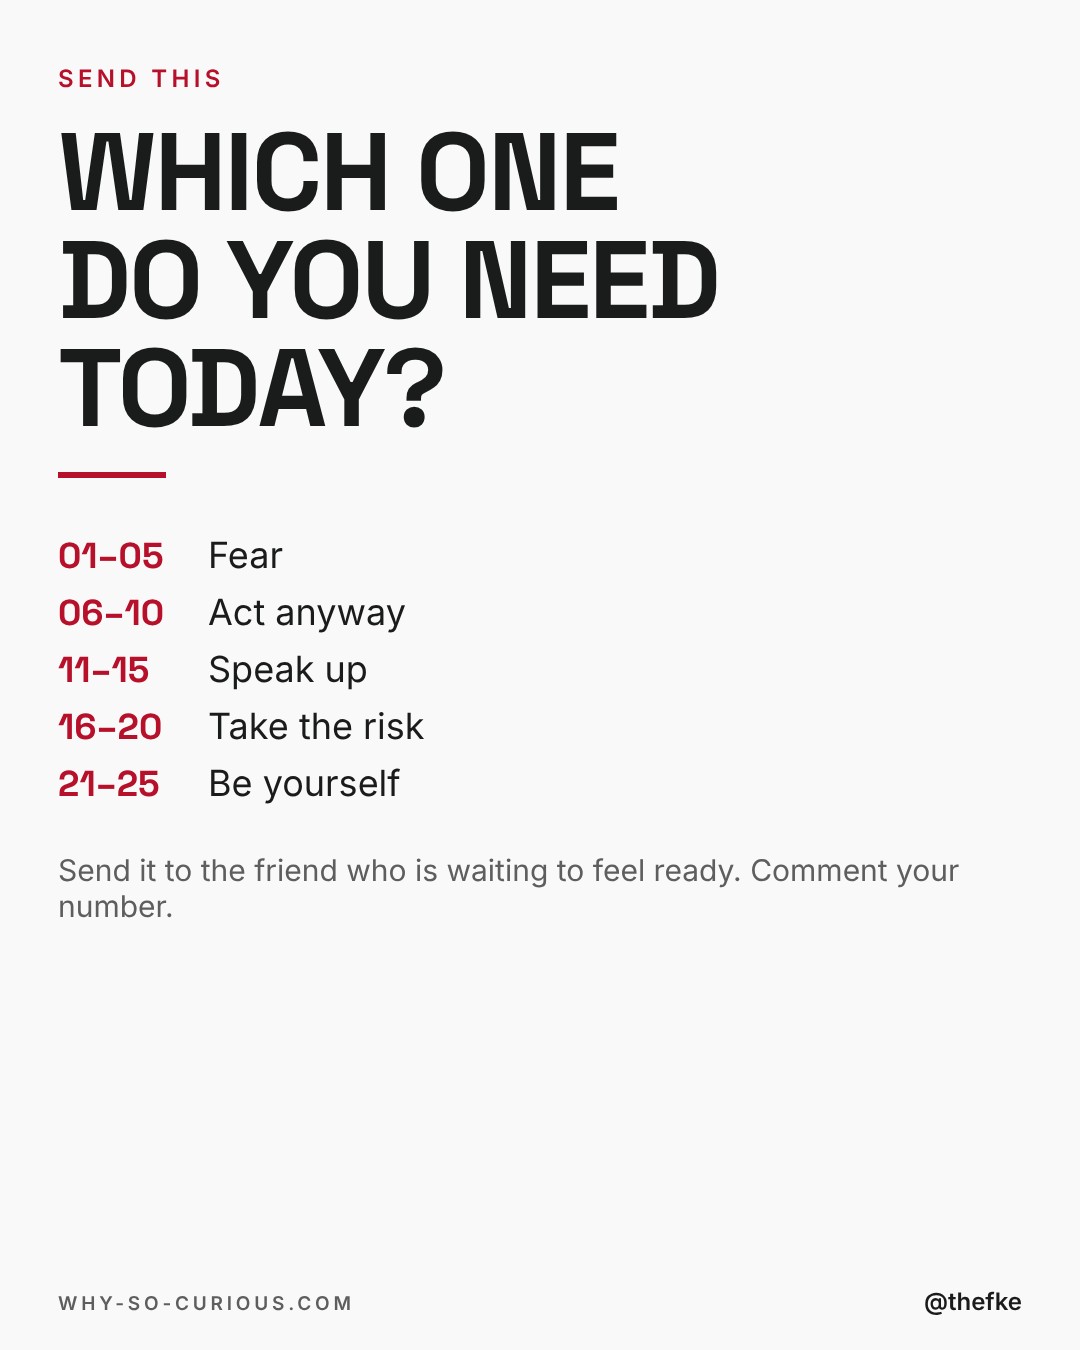 SEND THIS
WHICH ONE
DO YOU NEED
TODAY?
01–05 Fear
06–10 Act anyway
11–15 Speak up
16–20 Take the risk
21–25 Be yourself
Send it to the friend who is waiting to feel ready. Comment your
number.
WHY-SO-CURIOUS.COM
@thefke